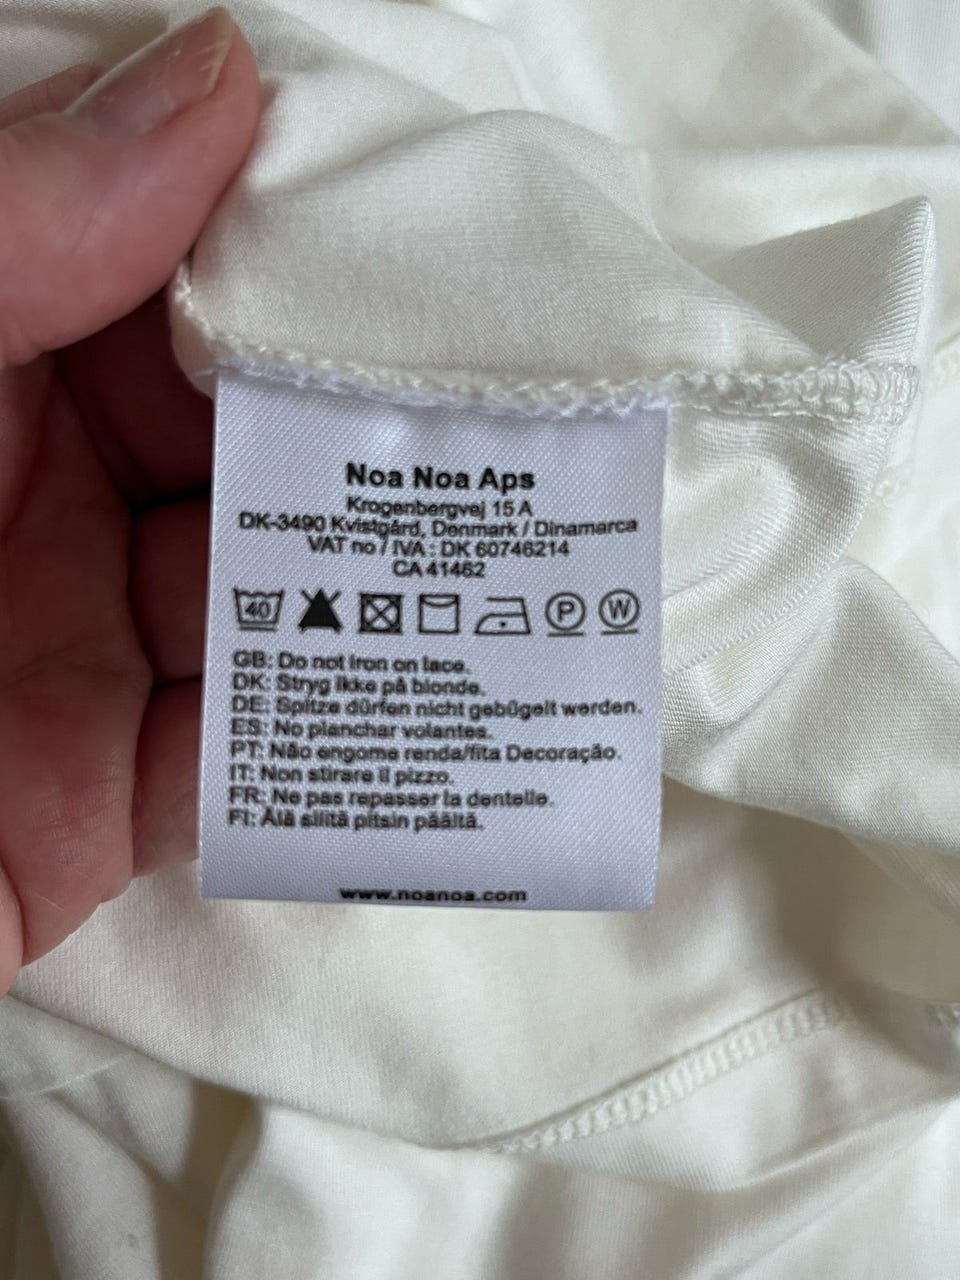 Noa Noa Aps
Krogenbergvej 15 A
DK-3490 Kvistgård, Denmark / Dinamarca
VAT no / IVA : DK 60746214
CA 41462
40 P W
GB: Do not iron on lace.
DK: Stryg ikke på blonde.
DE: Spitze dürfen nicht gebügelt werden.
ES: No planchar volantes.
PT: Não engome renda/fita Decoração.
IT: Non stirare il pizzo.
FR: Ne pas repasser la dentelle.
FI: Älä silitä pitsin päältä.
www.noanoa.com